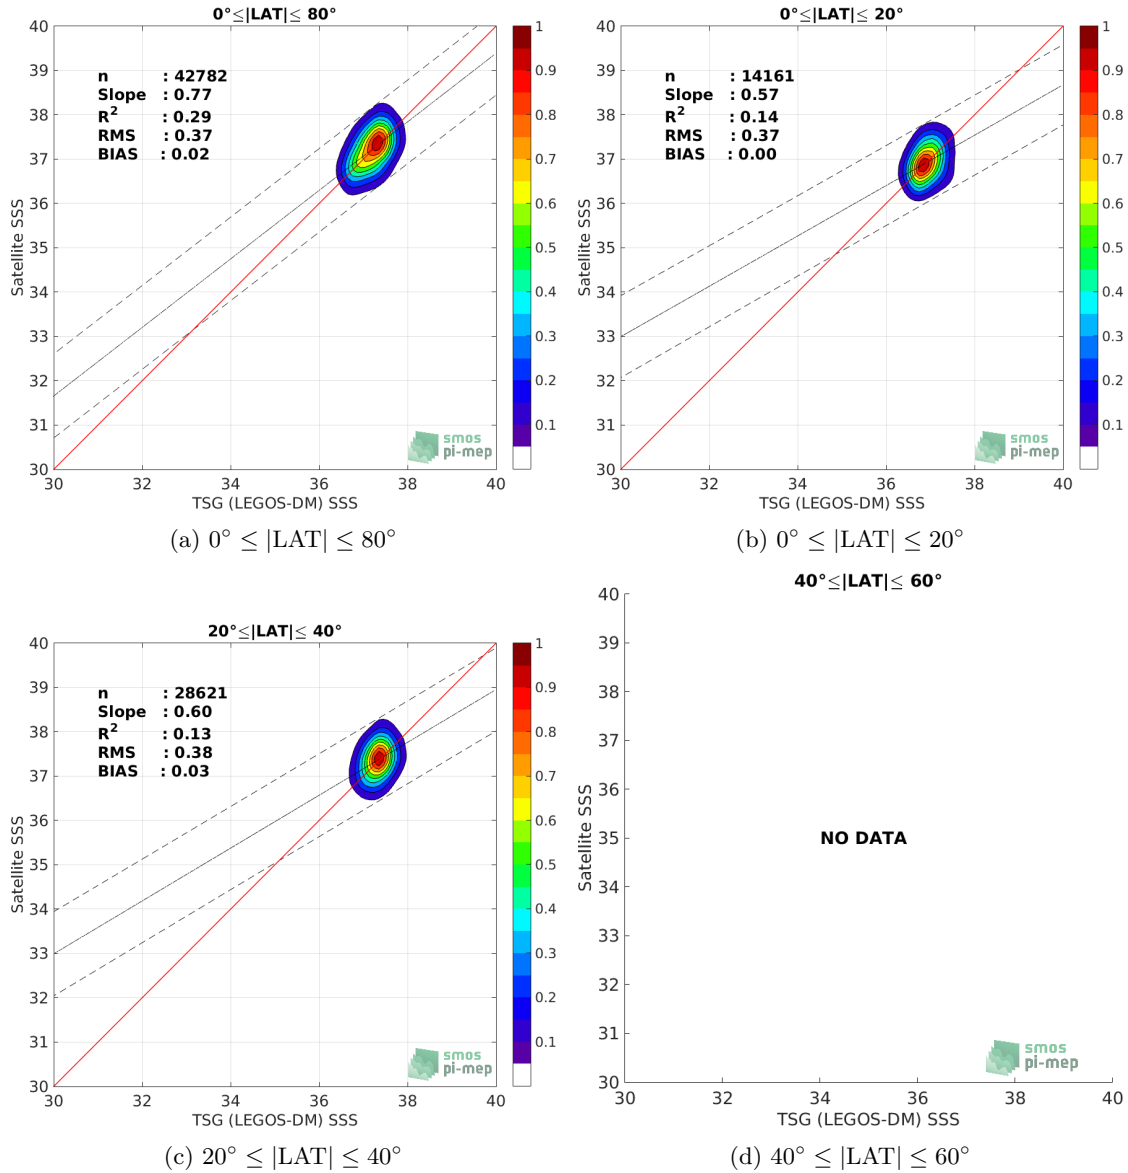 0°≤|LAT|≤ 80°
40
39
38
37
36
35
34
33
32
31
30
Satellite SSS
n : 42782
Slope : 0.77
R² : 0.29
RMS : 0.37
BIAS : 0.02
smos
pi-mep
30 32 34 36 38 40
TSG (LEGOS-DM) SSS
1
0.9
0.8
0.7
0.6
0.5
0.4
0.3
0.2
0.1
(a) 0° ≤ |LAT| ≤ 80°
0°≤|LAT|≤ 20°
40
39
38
37
36
35
34
33
32
31
30
Satellite SSS
n : 14161
Slope : 0.57
R² : 0.14
RMS : 0.37
BIAS : 0.00
smos
pi-mep
30 32 34 36 38 40
TSG (LEGOS-DM) SSS
1
0.9
0.8
0.7
0.6
0.5
0.4
0.3
0.2
0.1
(b) 0° ≤ |LAT| ≤ 20°
20°≤|LAT|≤ 40°
40
39
38
37
36
35
34
33
32
31
30
Satellite SSS
n : 28621
Slope : 0.60
R² : 0.13
RMS : 0.38
BIAS : 0.03
smos
pi-mep
30 32 34 36 38 40
TSG (LEGOS-DM) SSS
1
0.9
0.8
0.7
0.6
0.5
0.4
0.3
0.2
0.1
(c) 20° ≤ |LAT| ≤ 40°
40°≤|LAT|≤ 60°
40
39
38
37
36
35
34
33
32
31
30
Satellite SSS
NO DATA
smos
pi-mep
30 32 34 36 38 40
TSG (LEGOS-DM) SSS
(d) 40° ≤ |LAT| ≤ 60°